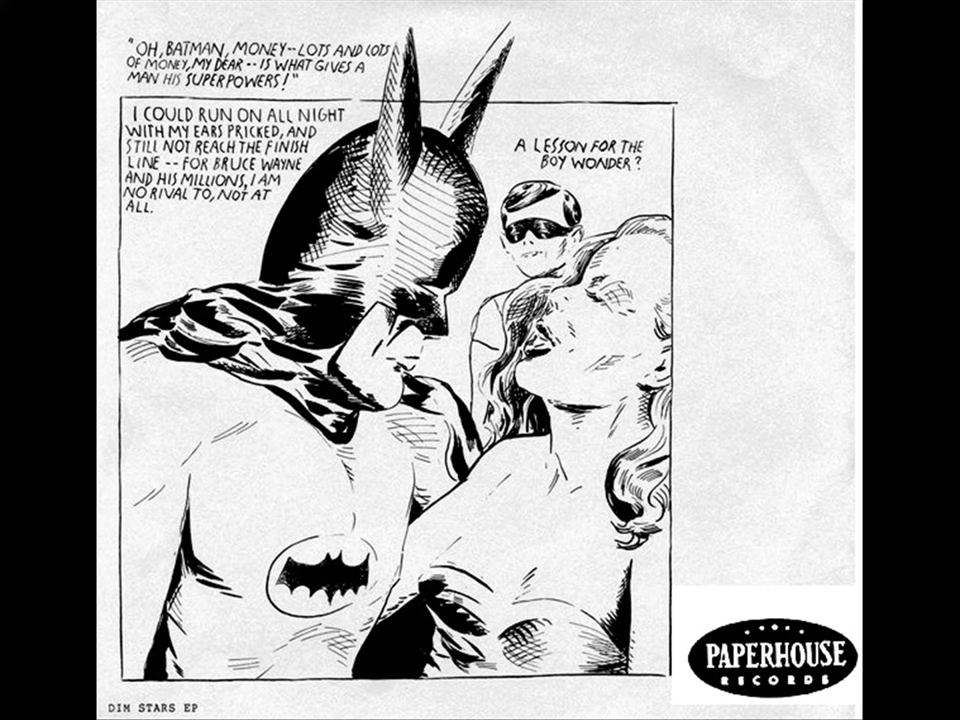 "OH, BATMAN, MONEY--LOTS AND LOTS
OF MONEY, MY DEAR -- IS WHAT GIVES A
MAN HIS SUPERPOWERS!"
I COULD RUN ON ALL NIGHT
WITH MY EARS PRICKED, AND
STILL NOT REACH THE FINISH
LINE -- FOR BRUCE WAYNE
AND HIS MILLIONS, I AM
NO RIVAL TO, NOT AT
ALL.
A LESSON FOR THE
BOY WONDER?
PAPERHOUSE
RECORDS
DIM STARS EP